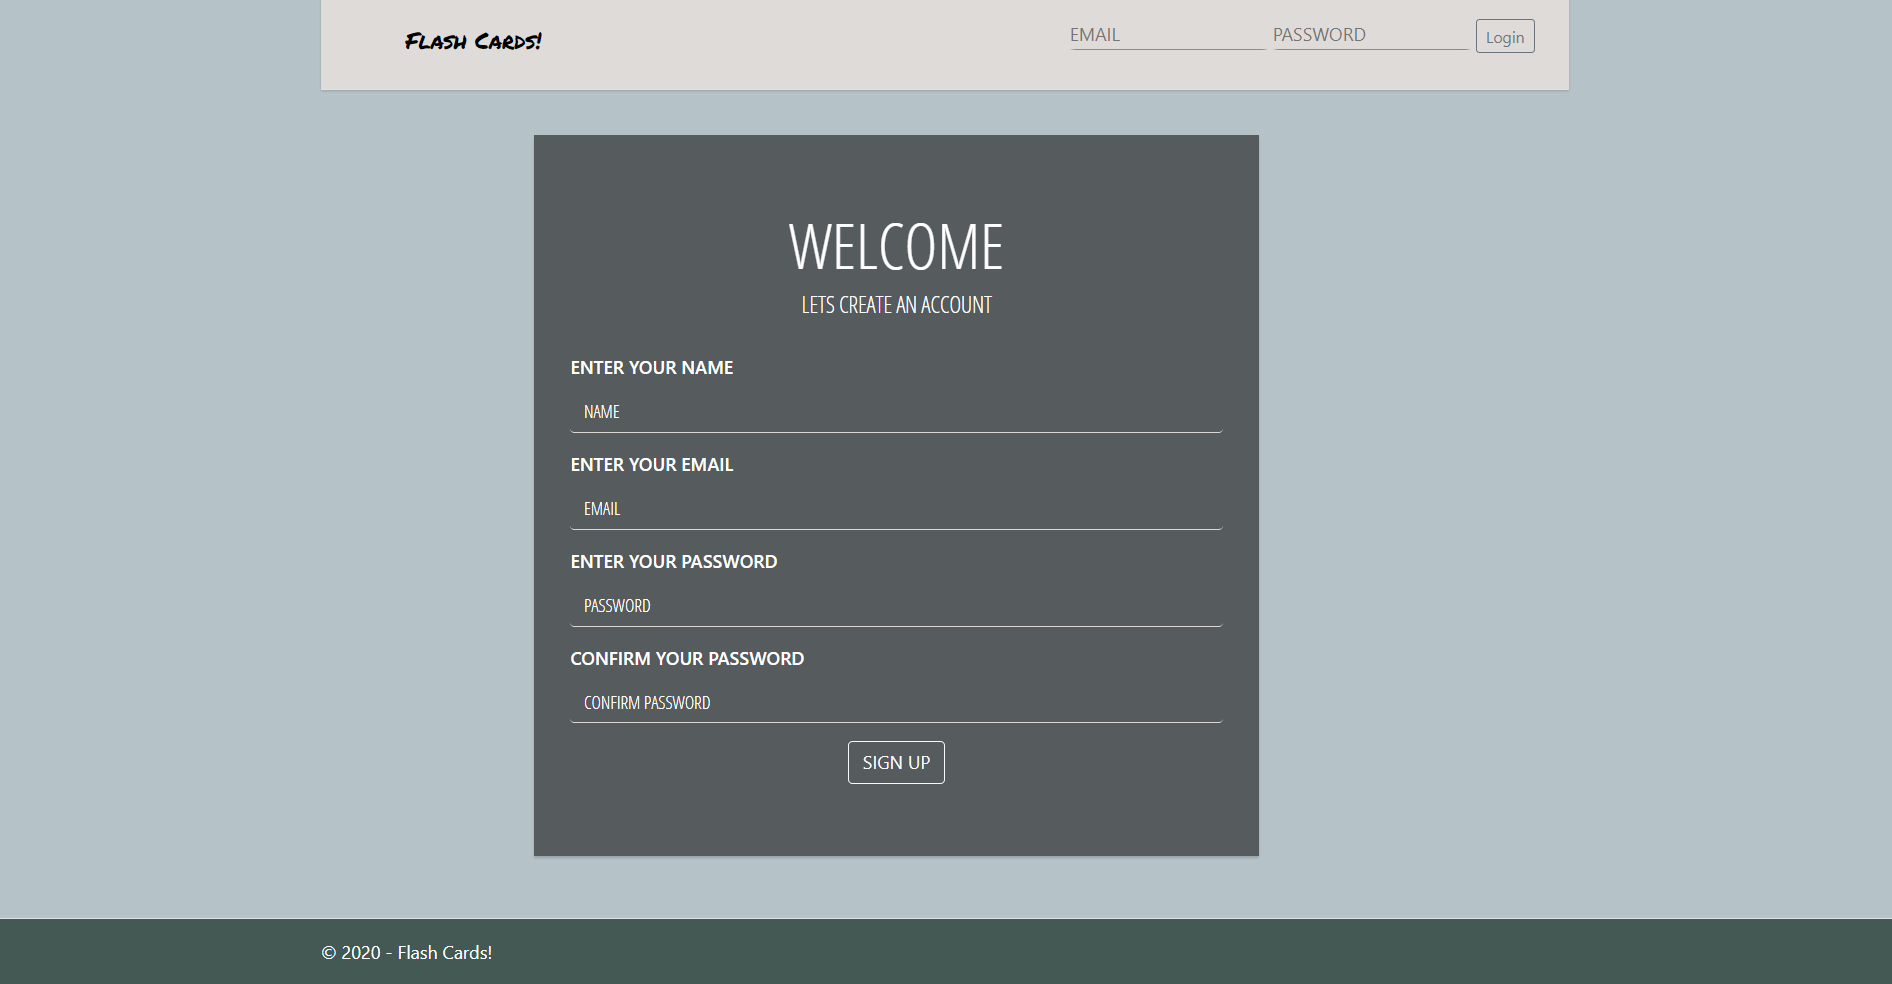 Flash Cards!
EMAIL PASSWORD Login
WELCOME
LETS CREATE AN ACCOUNT
ENTER YOUR NAME
NAME
ENTER YOUR EMAIL
EMAIL
ENTER YOUR PASSWORD
PASSWORD
CONFIRM YOUR PASSWORD
CONFIRM PASSWORD
SIGN UP
© 2020 - Flash Cards!